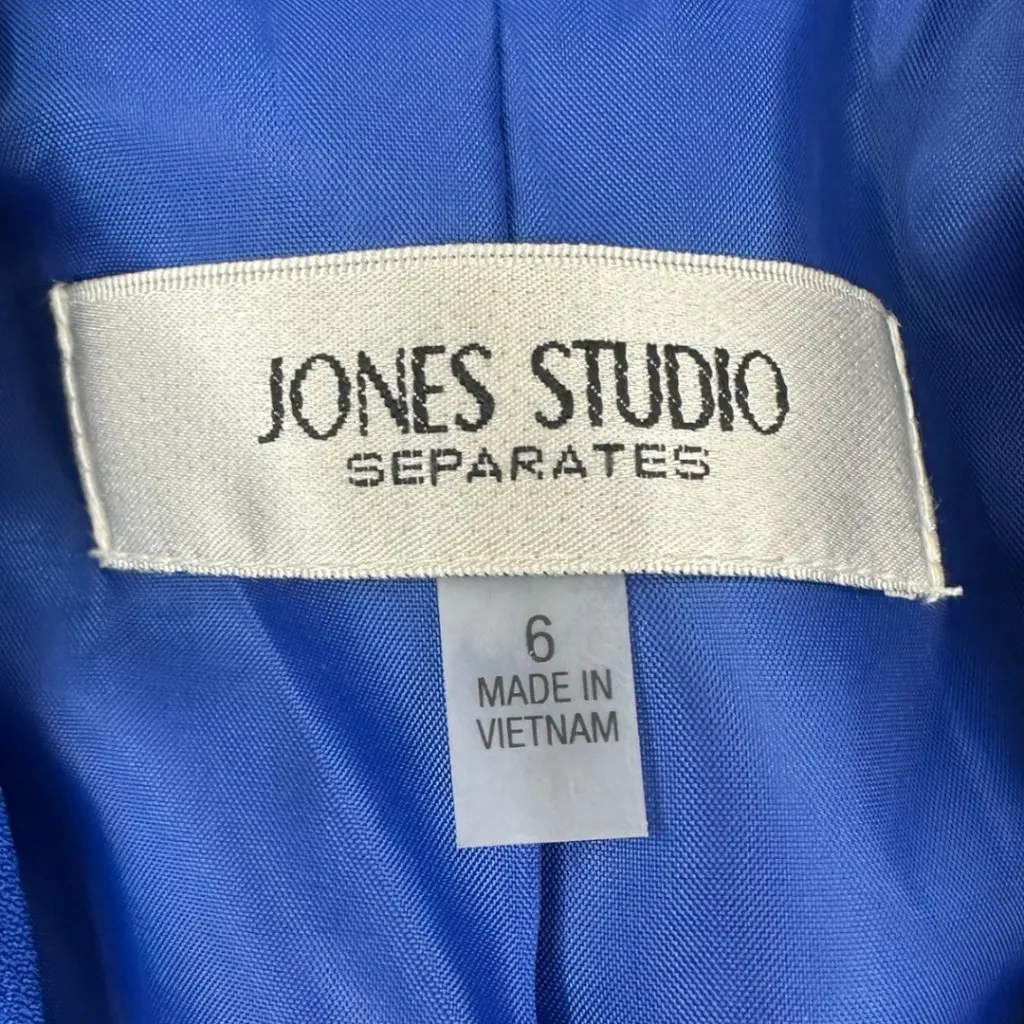 JONES STUDIO
SEPARATES
6
MADE IN
VIETNAM